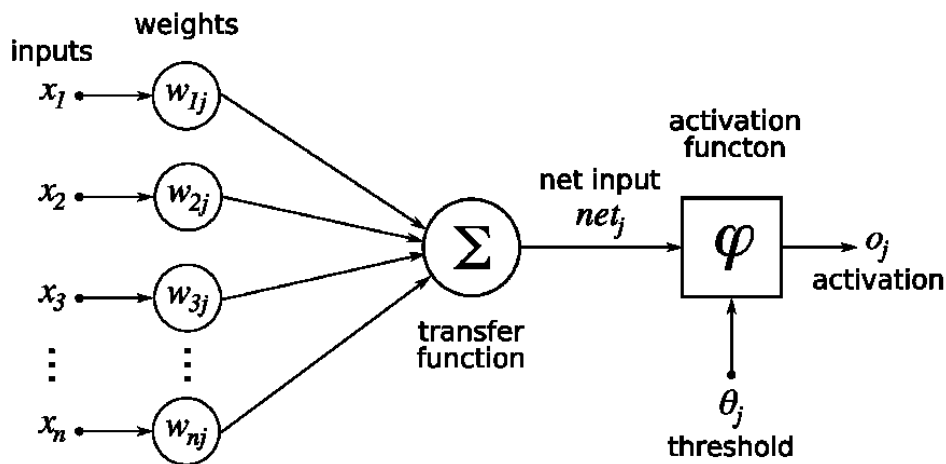 weights
inputs
x₁
w₁ⱼ
activation
functon
x₂
w₂ⱼ
net input
netⱼ
Σ
φ
oⱼ
activation
x₃
w₃ⱼ
transfer
function
⋮
⋮
xₙ
wₙⱼ
θⱼ
threshold